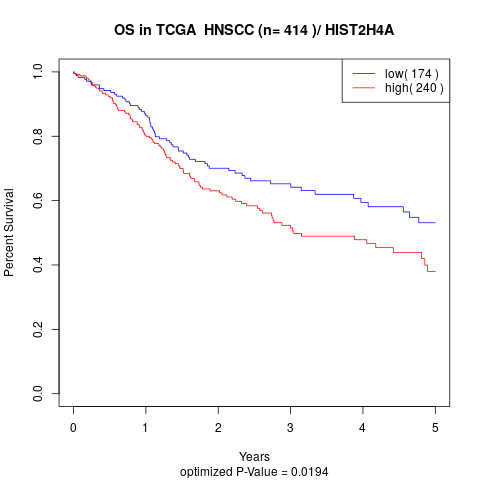 OS in TCGA  HNSCC (n= 414 )/ HIST2H4A
low( 174 )
high( 240 )
Percent Survival
1.0
0.8
0.6
0.4
0.2
0.0
0 1 2 3 4 5
Years
optimized P-Value = 0.0194